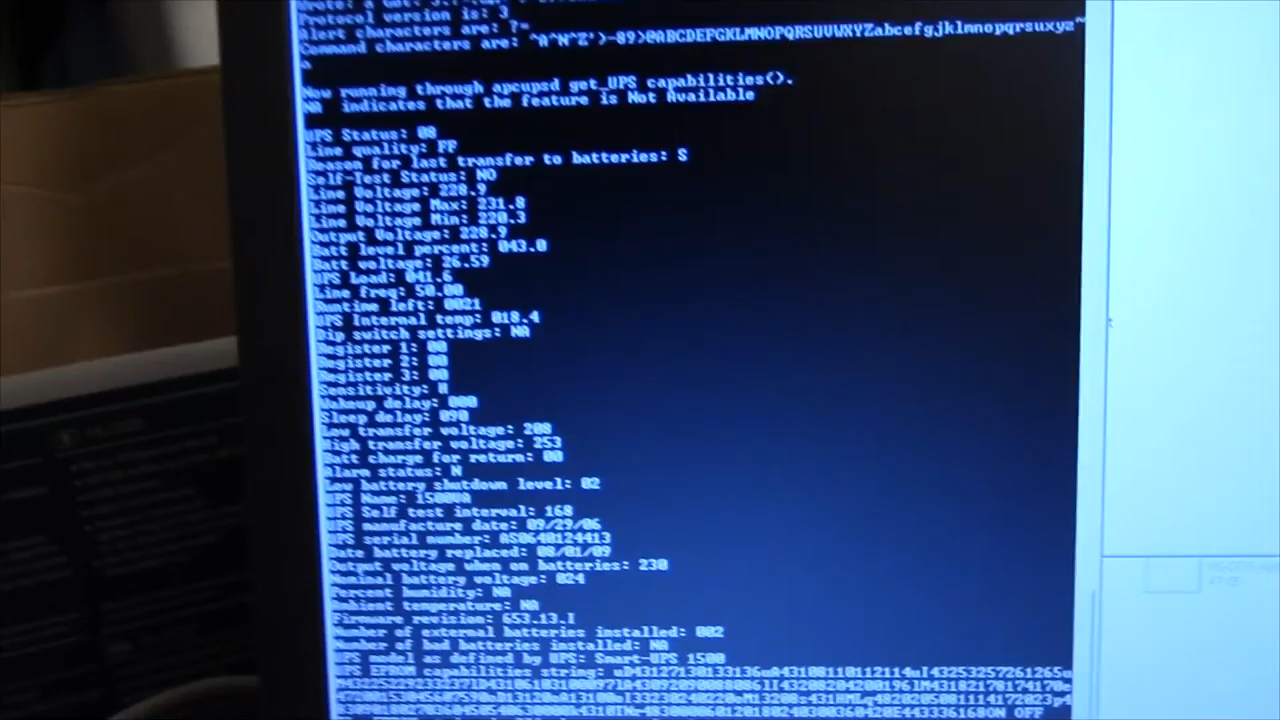 Protocol version is: 3
Alert characters are: ?=
Command characters are: ^A^N^Z')-89>@ABCDEFGKLMNOPQRSUVWXYZabcefgjklmnopqrsuxyz~
^
Now running through apcupsd get_UPS capabilities().
NA  indicates that the feature is Not Available
UPS Status: 08
Line quality: FF
Reason for last transfer to batteries: S
Self-Test Status: NO
Line Voltage: 228.9
Line Voltage Max: 231.8
Line Voltage Min: 220.3
Output Voltage: 228.9
Batt level percent: 043.0
Batt voltage: 26.59
UPS Load: 041.6
Line freq: 50.00
Runtime left: 0021
UPS Internal temp: 018.4
Dip switch settings: NA
Register 1: 00
Register 2: 00
Register 3: 00
Sensitivity: H
Wakeup delay: 000
Sleep delay: 090
Low transfer voltage: 208
High transfer voltage: 253
Batt charge for return: 00
Alarm status: N
Low battery shutdown level: 02
UPS Name: 1500VA
UPS Self test interval: 168
UPS manufacture date: 09/29/06
UPS serial number: AS0640124413
Date battery replaced: 08/01/09
Output voltage when on batteries: 230
Nominal battery voltage: 024
Percent humidity: NA
Ambient temperature: NA
Firmware revision: 653.13.I
Number of external batteries installed: 002
Number of bad batteries installed: NA
UPS model as defined by UPS: Smart-UPS 1500
UPS EPROM capabilities string:
OFF